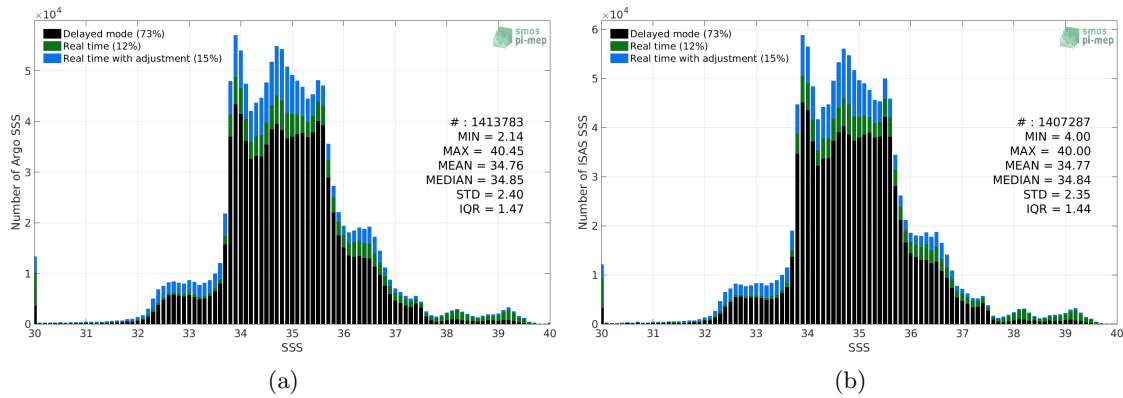 ×10⁴
Delayed mode (73%)
Real time (12%)
Real time with adjustment (15%)
smos
pi-mep
# : 1413783
MIN = 2.14
MAX = 40.45
MEAN = 34.76
MEDIAN = 34.85
STD = 2.40
IQR = 1.47
Number of Argo SSS
5
4
3
2
1
0
30 31 32 33 34 35 36 37 38 39 40
SSS
(a)
×10⁴
Delayed mode (73%)
Real time (12%)
Real time with adjustment (15%)
smos
pi-mep
# : 1407287
MIN = 4.00
MAX = 40.00
MEAN = 34.77
MEDIAN = 34.84
STD = 2.35
IQR = 1.44
Number of ISAS SSS
6
5
4
3
2
1
0
30 31 32 33 34 35 36 37 38 39 40
SSS
(b)